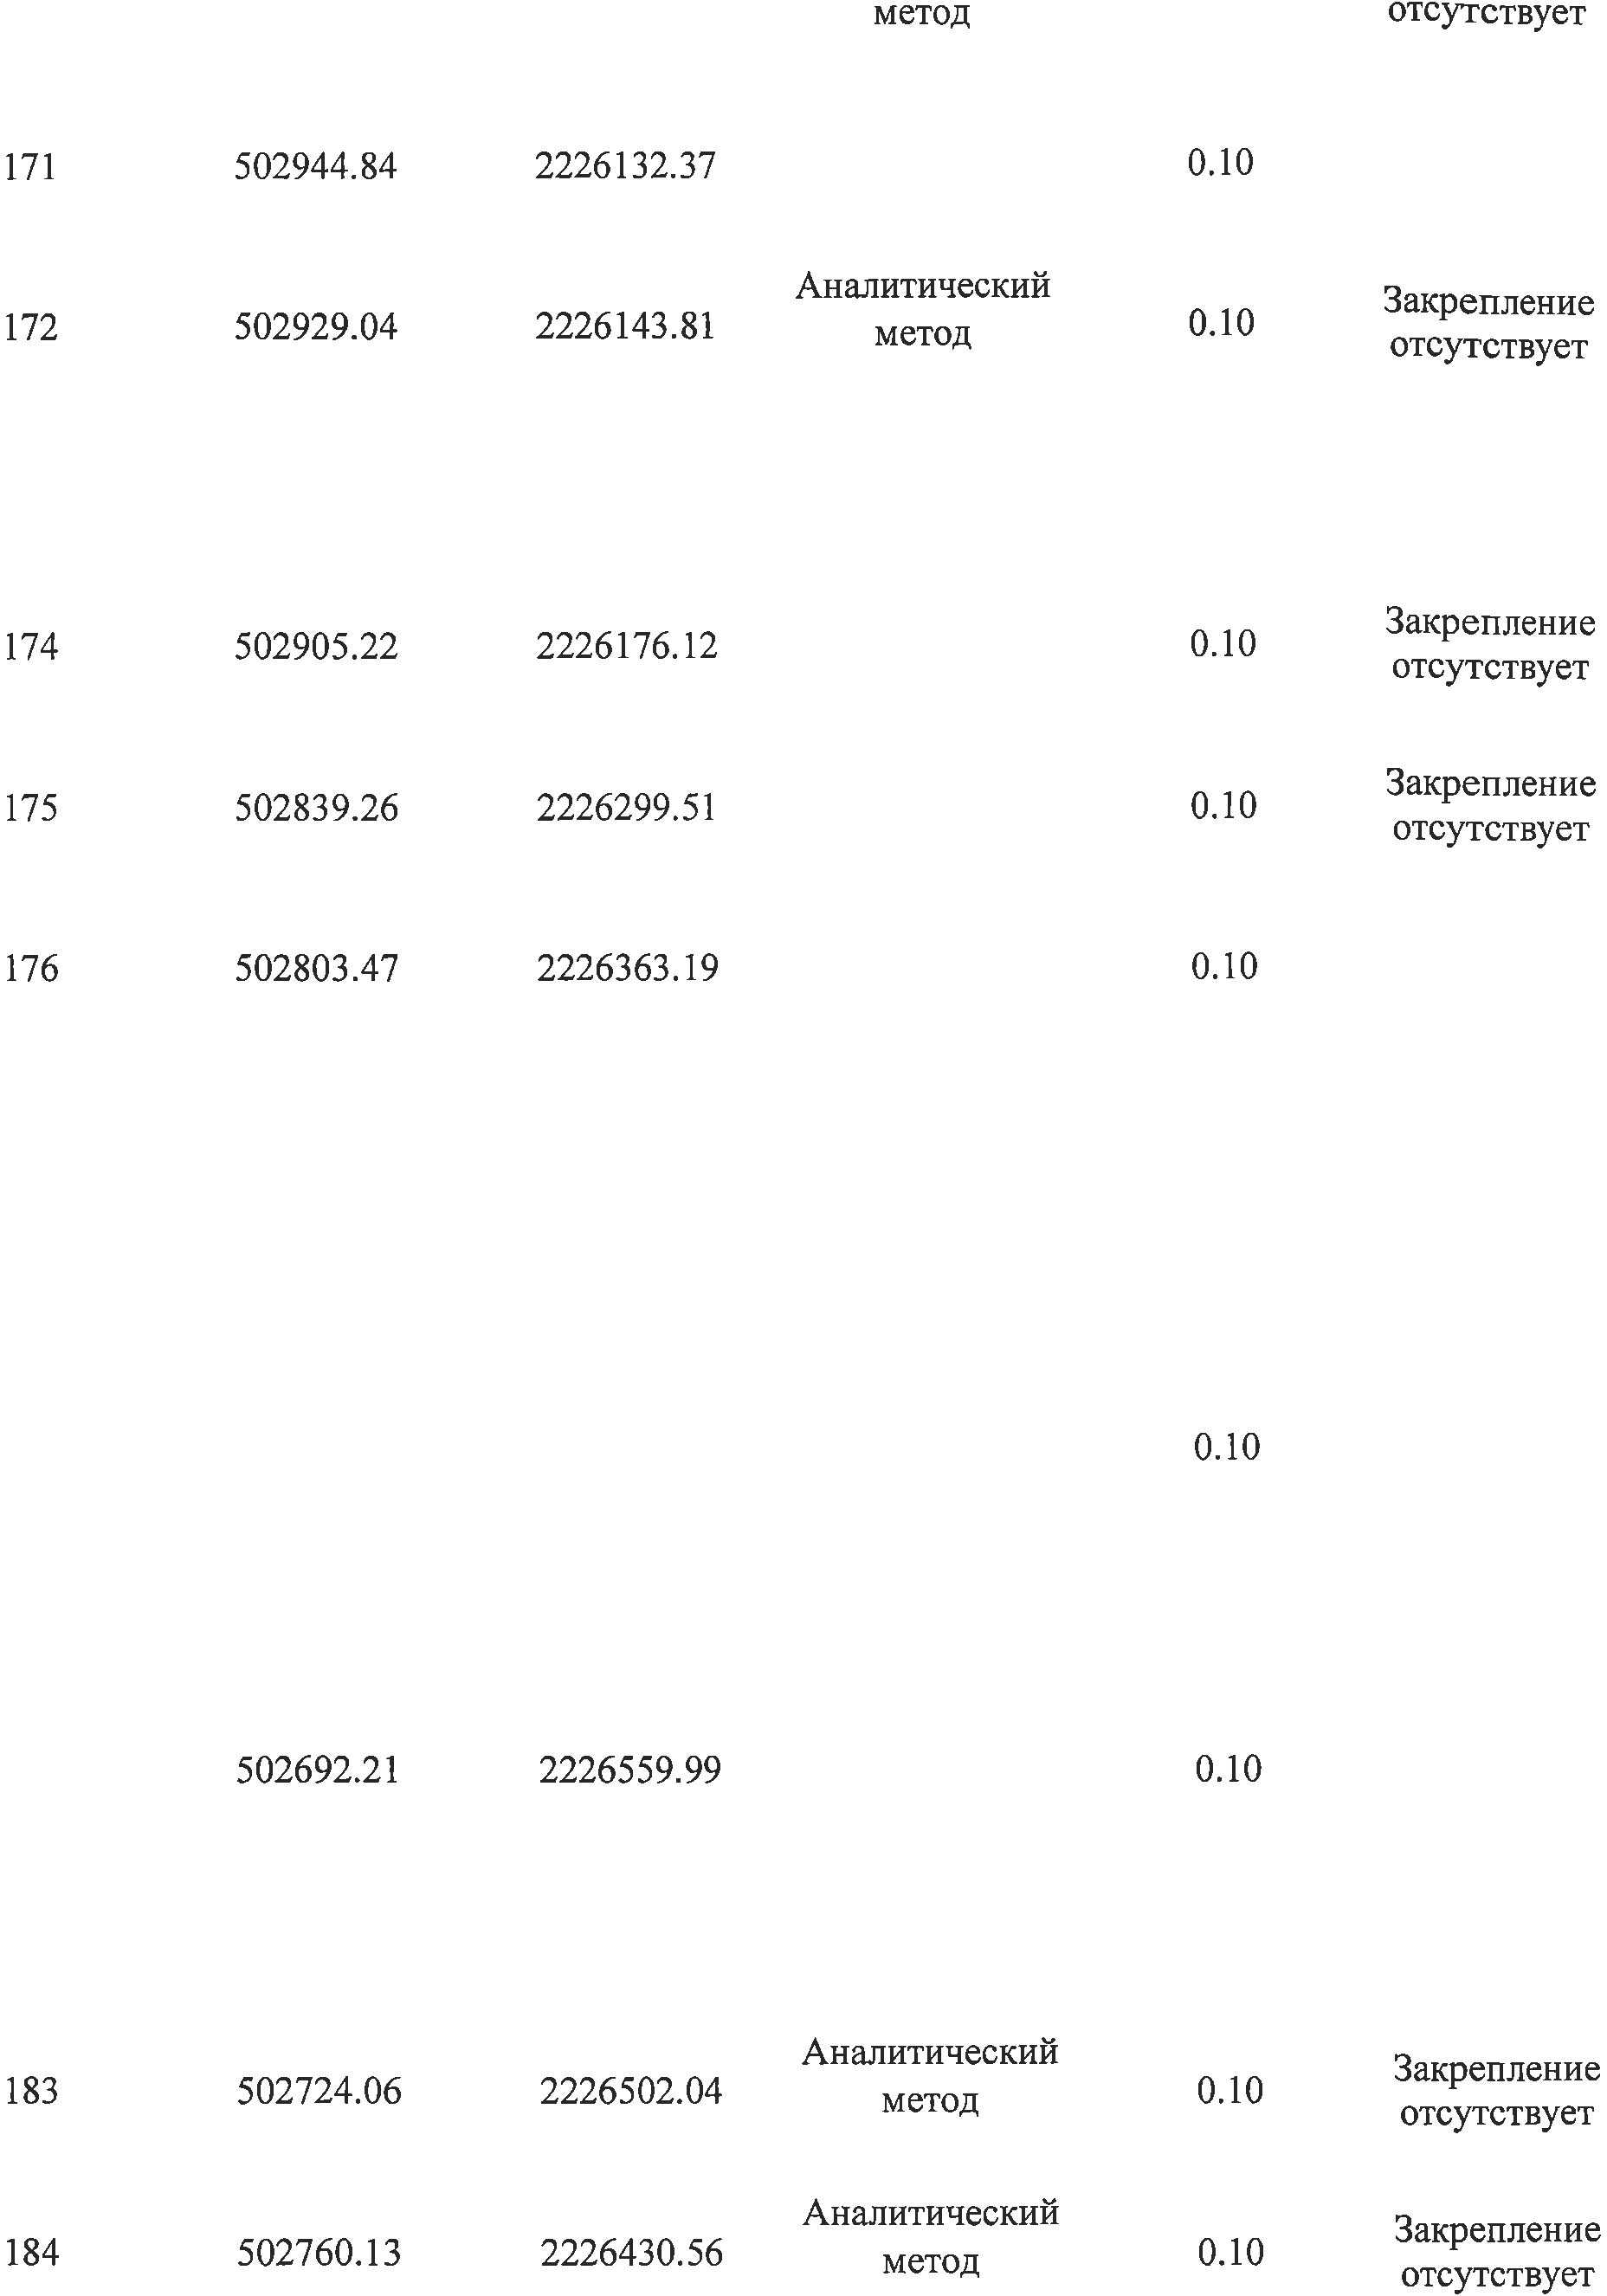 метод отсутствует
171 502944.84 2226132.37 0.10
Аналитический Закрепление
172 502929.04 2226143.81 метод 0.10 отсутствует
Закрепление
174 502905.22 2226176.12 0.10 отсутствует
Закрепление
175 502839.26 2226299.51 0.10 отсутствует
176 502803.47 2226363.19 0.10
0.10
502692.21 2226559.99 0.10
Аналитический Закрепление
183 502724.06 2226502.04 метод 0.10 отсутствует
Аналитический Закрепление
184 502760.13 2226430.56 метод 0.10 отсутствует